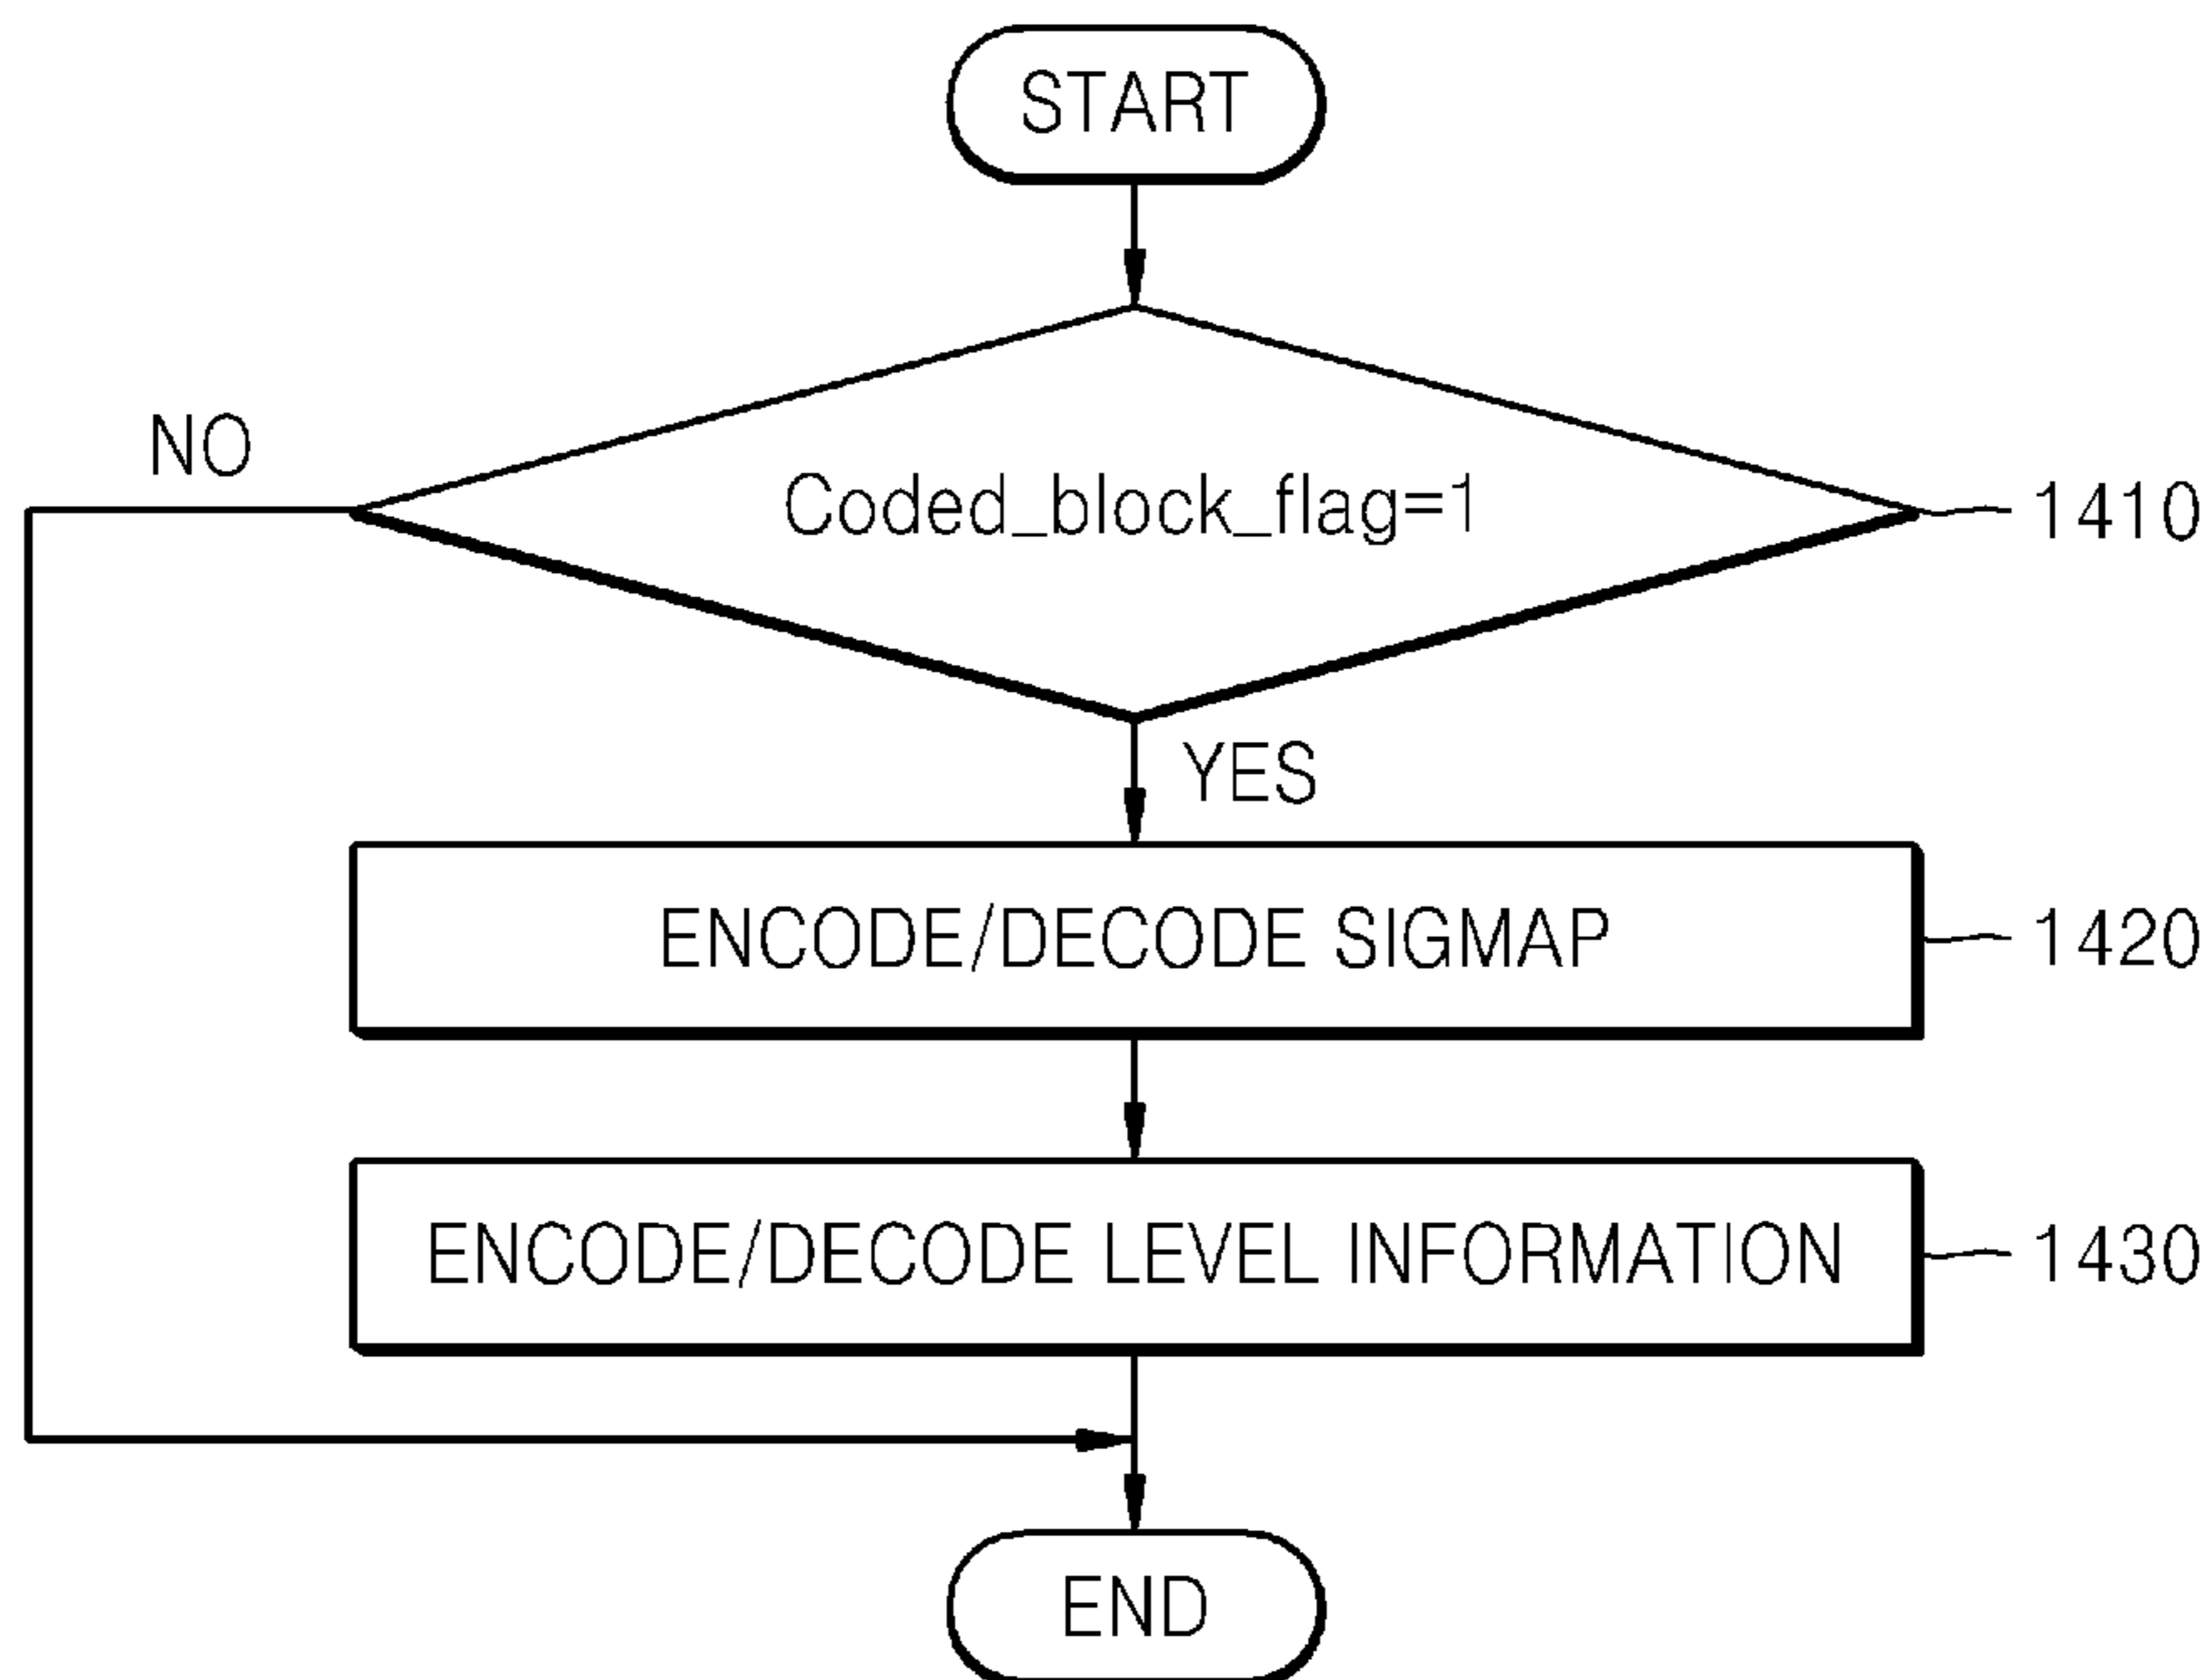 START
NO
Coded_block_flag=1
1410
YES
ENCODE/DECODE SIGMAP
1420
ENCODE/DECODE LEVEL INFORMATION
1430
END